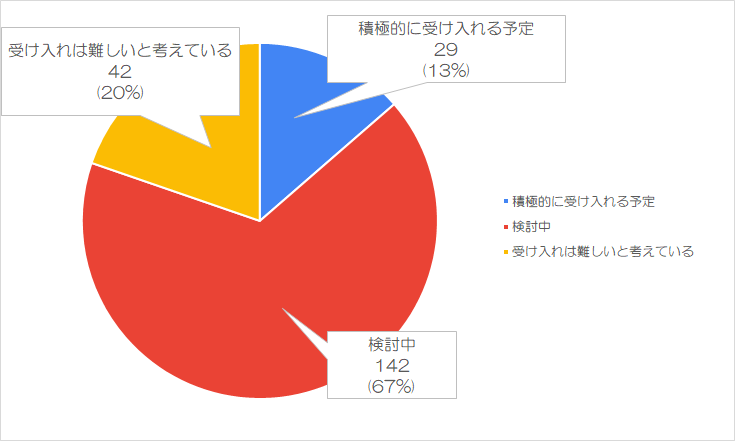 受け入れは難しいと考えている
42
(20%)
積極的に受け入れる予定
29
(13%)
検討中
142
(67%)
積極的に受け入れる予定
検討中
受け入れは難しいと考えている